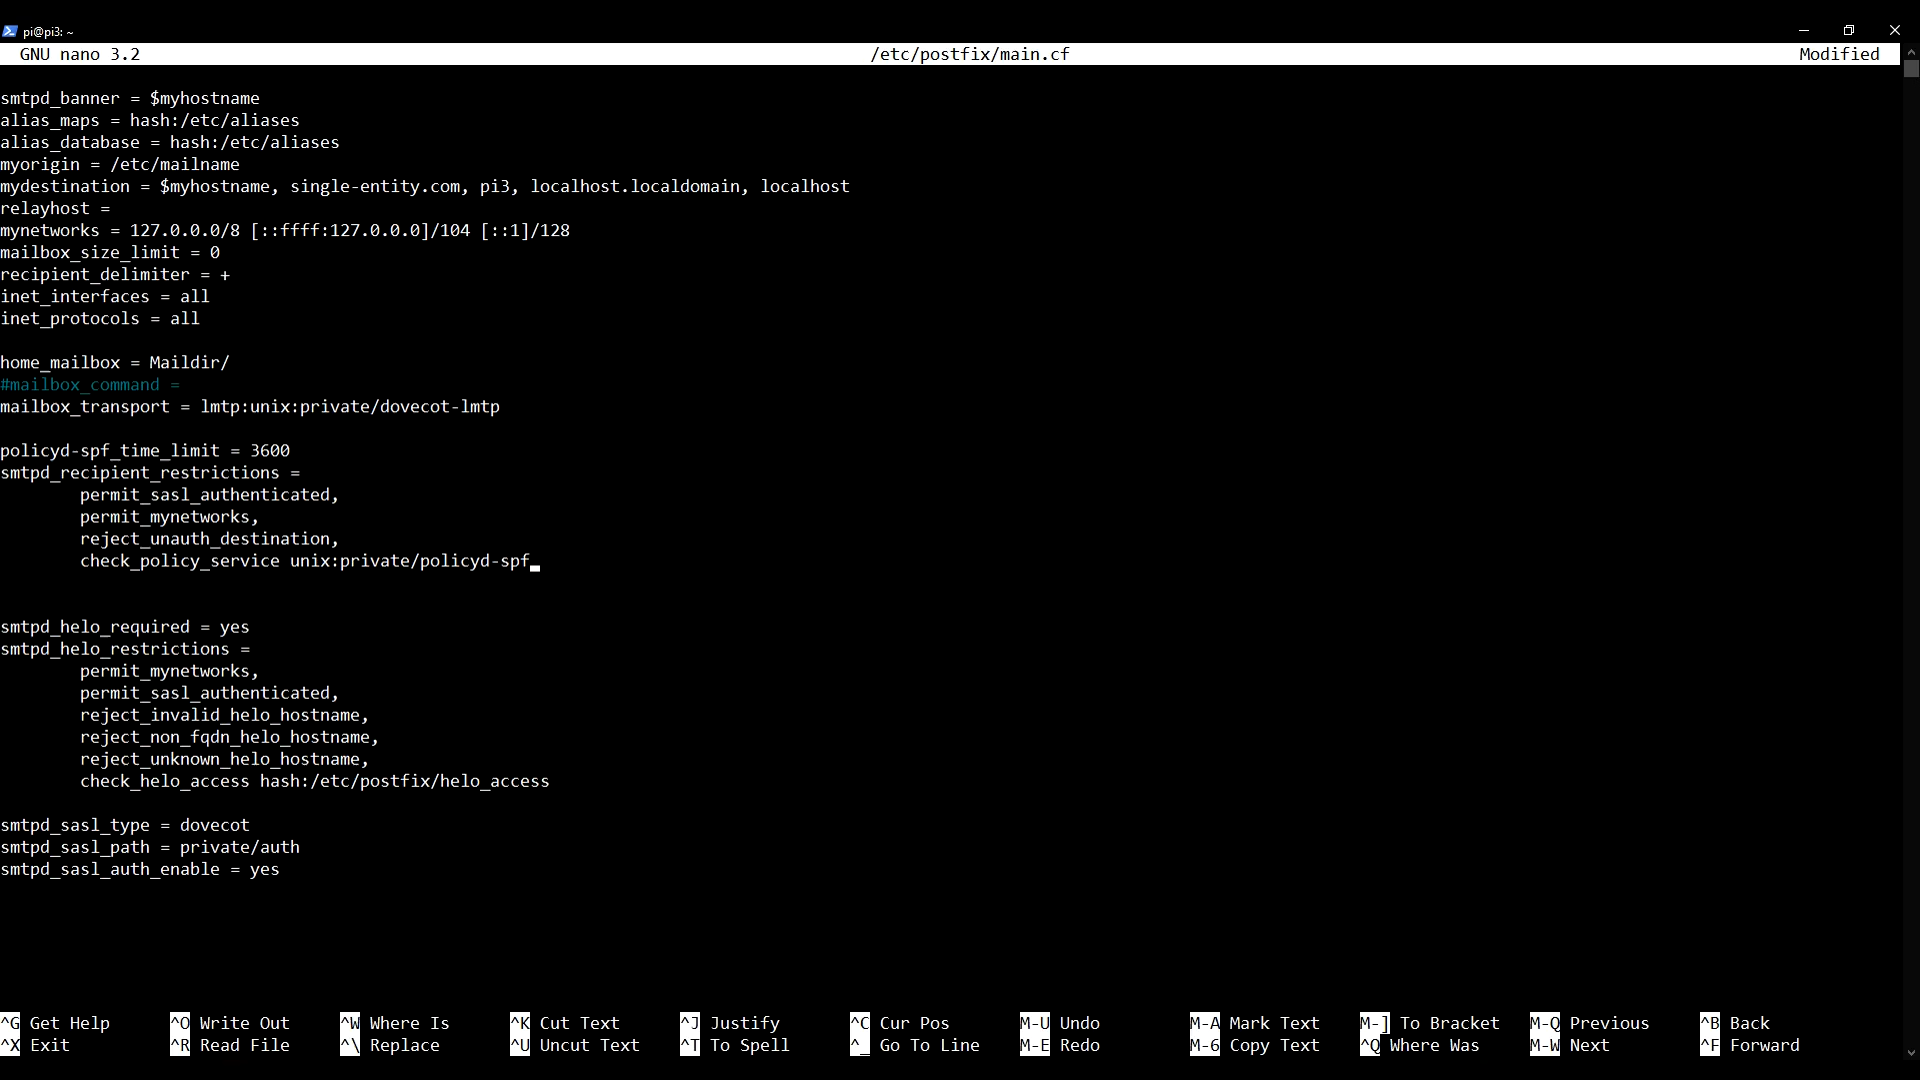 pi@pi3: ~
GNU nano 3.2 /etc/postfix/main.cf Modified
smtpd_banner = $myhostname
alias_maps = hash:/etc/aliases
alias_database = hash:/etc/aliases
myorigin = /etc/mailname
mydestination = $myhostname, single-entity.com, pi3, localhost.localdomain, localhost
relayhost =
mynetworks = 127.0.0.0/8 [::ffff:127.0.0.0]/104 [::1]/128
mailbox_size_limit = 0
recipient_delimiter = +
inet_interfaces = all
inet_protocols = all
home_mailbox = Maildir/
#mailbox_command =
mailbox_transport = lmtp:unix:private/dovecot-lmtp
policyd-spf_time_limit = 3600
smtpd_recipient_restrictions =
        permit_sasl_authenticated,
        permit_mynetworks,
        reject_unauth_destination,
        check_policy_service unix:private/policyd-spf
smtpd_helo_required = yes
smtpd_helo_restrictions =
        permit_mynetworks,
        permit_sasl_authenticated,
        reject_invalid_helo_hostname,
        reject_non_fqdn_helo_hostname,
        reject_unknown_helo_hostname,
        check_helo_access hash:/etc/postfix/helo_access
smtpd_sasl_type = dovecot
smtpd_sasl_path = private/auth
smtpd_sasl_auth_enable = yes
^G Get Help ^O Write Out ^W Where Is ^K Cut Text ^J Justify ^C Cur Pos M-U Undo M-A Mark Text M-] To Bracket M-Q Previous ^B Back
^X Exit ^R Read File ^\ Replace ^U Uncut Text ^T To Spell ^_ Go To Line M-E Redo M-6 Copy Text ^Q Where Was M-W Next ^F Forward